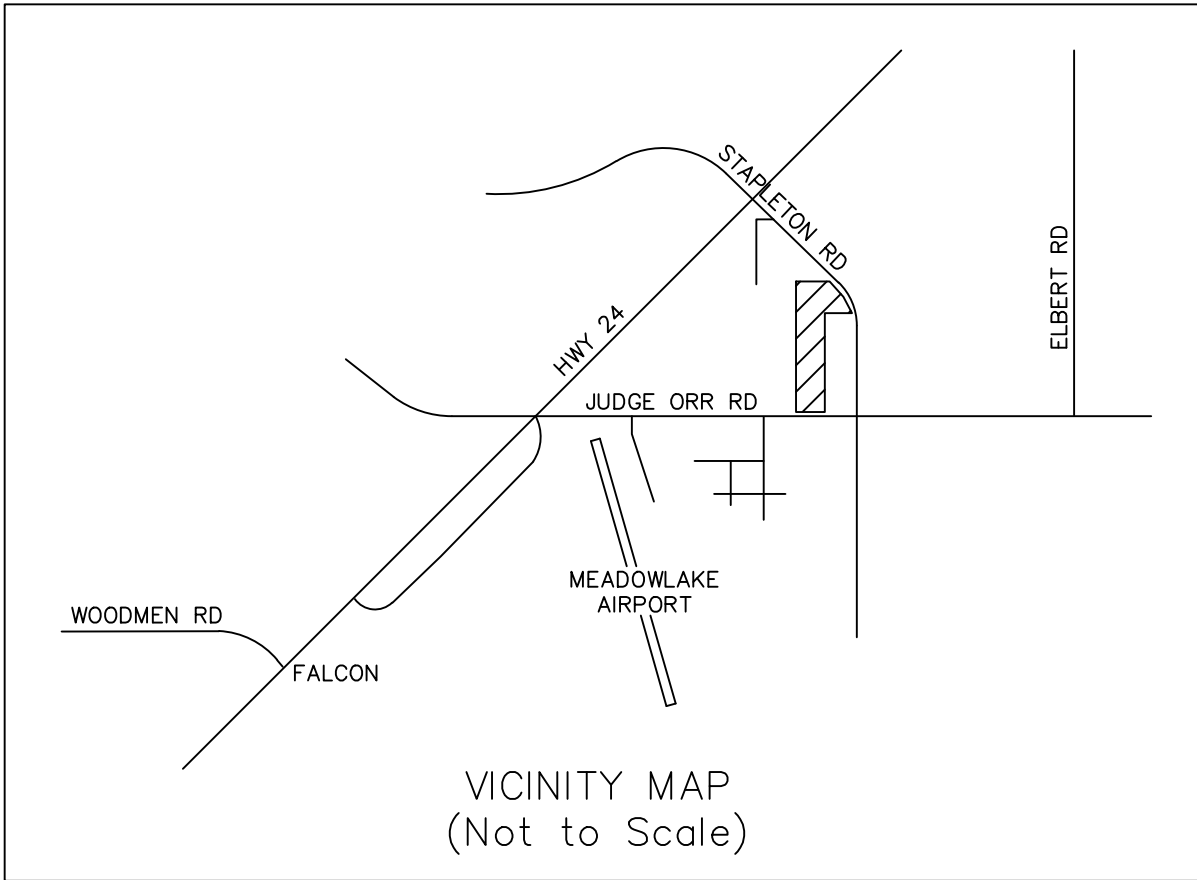 STAPLETON RD
ELBERT RD
HWY 24
JUDGE ORR RD
MEADOWLAKE
AIRPORT
WOODMEN RD
FALCON
VICINITY MAP
(Not to Scale)